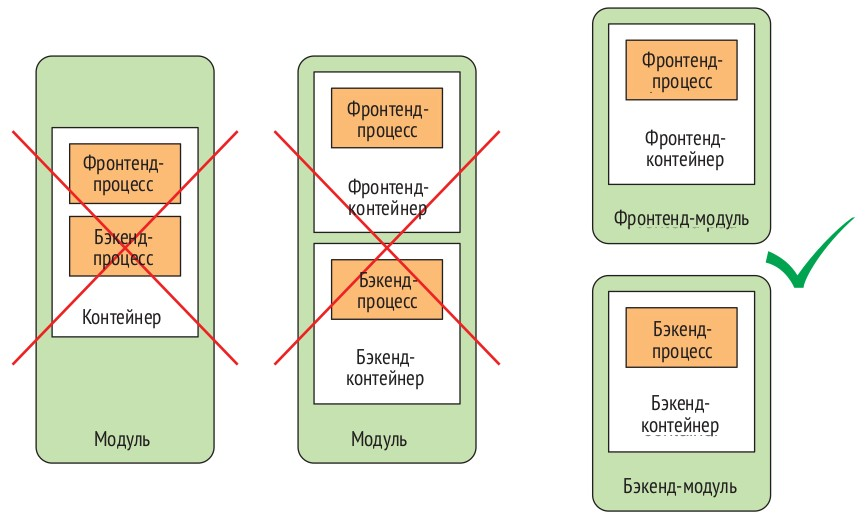 Фронтенд-
процесс
Бэкенд-
процесс
Контейнер
Модуль
Фронтенд-
процесс
Фронтенд-
контейнер
Бэкенд-
процесс
Бэкенд-
контейнер
Модуль
Фронтенд-
процесс
Фронтенд-
контейнер
Фронтенд-модуль
Бэкенд-
процесс
Бэкенд-
контейнер
Бэкенд-модуль